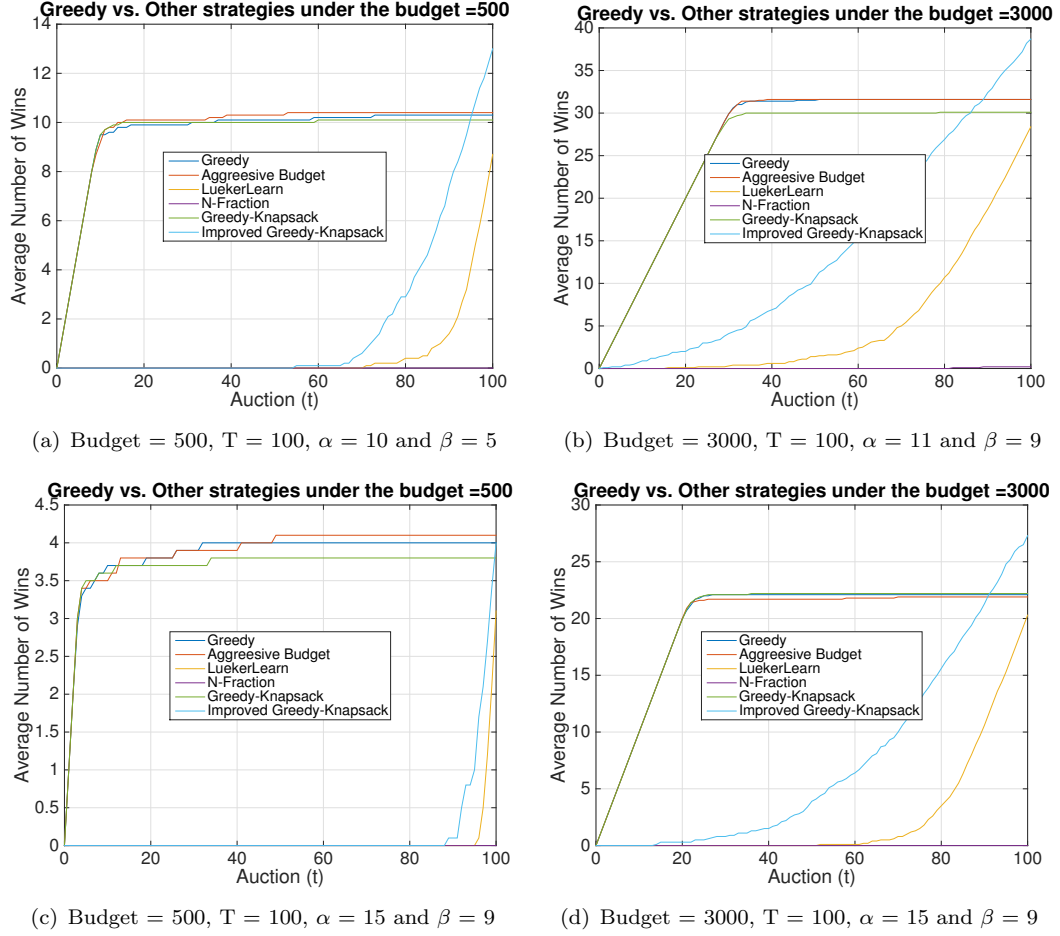 Greedy vs. Other strategies under the budget =500
Average Number of Wins
14
12
10
8
6
4
2
0
Greedy
Aggreesive Budget
LuekerLearn
N-Fraction
Greedy-Knapsack
Improved Greedy-Knapsack
0 20 40 60 80 100
Auction (t)
(a) Budget = 500, T = 100, α = 10 and β = 5
Greedy vs. Other strategies under the budget =3000
Average Number of Wins
40
35
30
25
20
15
10
5
0
Greedy
Aggreesive Budget
LuekerLearn
N-Fraction
Greedy-Knapsack
Improved Greedy-Knapsack
0 20 40 60 80 100
Auction (t)
(b) Budget = 3000, T = 100, α = 11 and β = 9
Greedy vs. Other strategies under the budget =500
Average Number of Wins
4.5
4
3.5
3
2.5
2
1.5
1
0.5
0
Greedy
Aggreesive Budget
LuekerLearn
N-Fraction
Greedy-Knapsack
Improved Greedy-Knapsack
0 20 40 60 80 100
Auction (t)
(c) Budget = 500, T = 100, α = 15 and β = 9
Greedy vs. Other strategies under the budget =3000
Average Number of Wins
30
25
20
15
10
5
0
Greedy
Aggreesive Budget
LuekerLearn
N-Fraction
Greedy-Knapsack
Improved Greedy-Knapsack
0 20 40 60 80 100
Auction (t)
(d) Budget = 3000, T = 100, α = 15 and β = 9